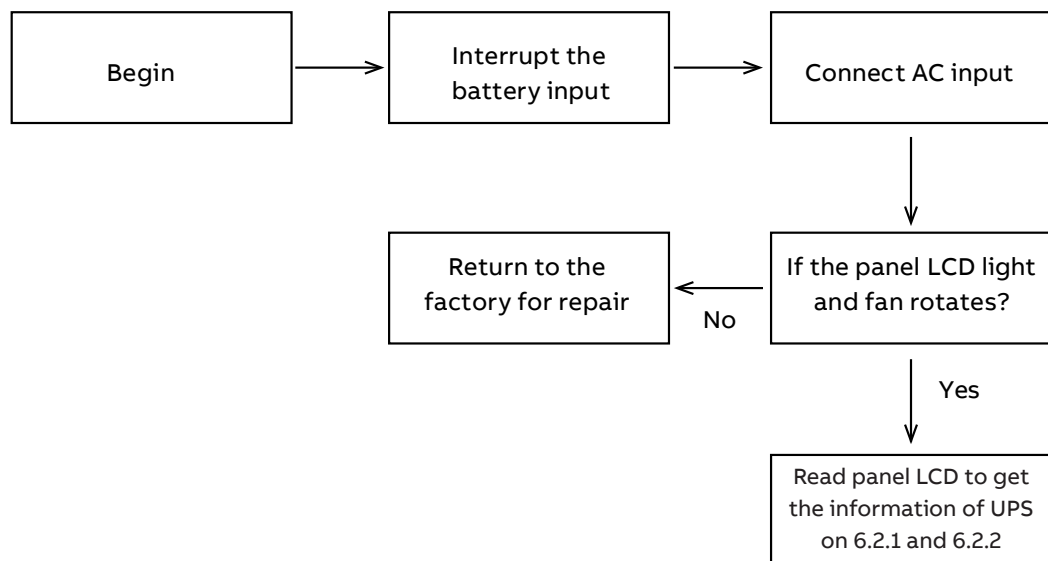 Begin
Interrupt the
battery input
Connect AC input
Return to the
factory for repair
No
If the panel LCD light
and fan rotates?
Yes
Read panel LCD to get
the information of UPS
on 6.2.1 and 6.2.2